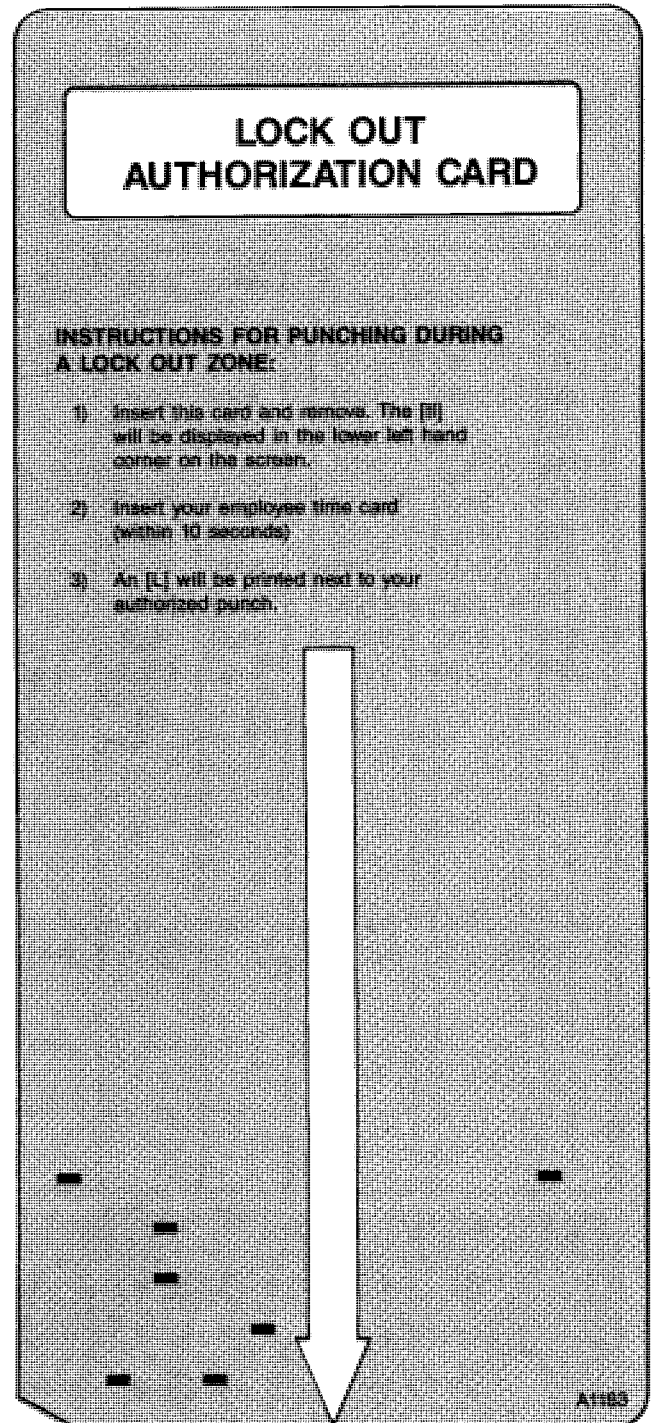 LOCK OUT
AUTHORIZATION CARD
INSTRUCTIONS FOR PUNCHING DURING
A LOCK OUT ZONE:
1) Insert this card and remove. The
will be displayed in the lower left hand
corner on the screen.
2) Insert your employee time card
(within 10 seconds)
3) An [L] will be printed next to your
authorized punch.
A1183